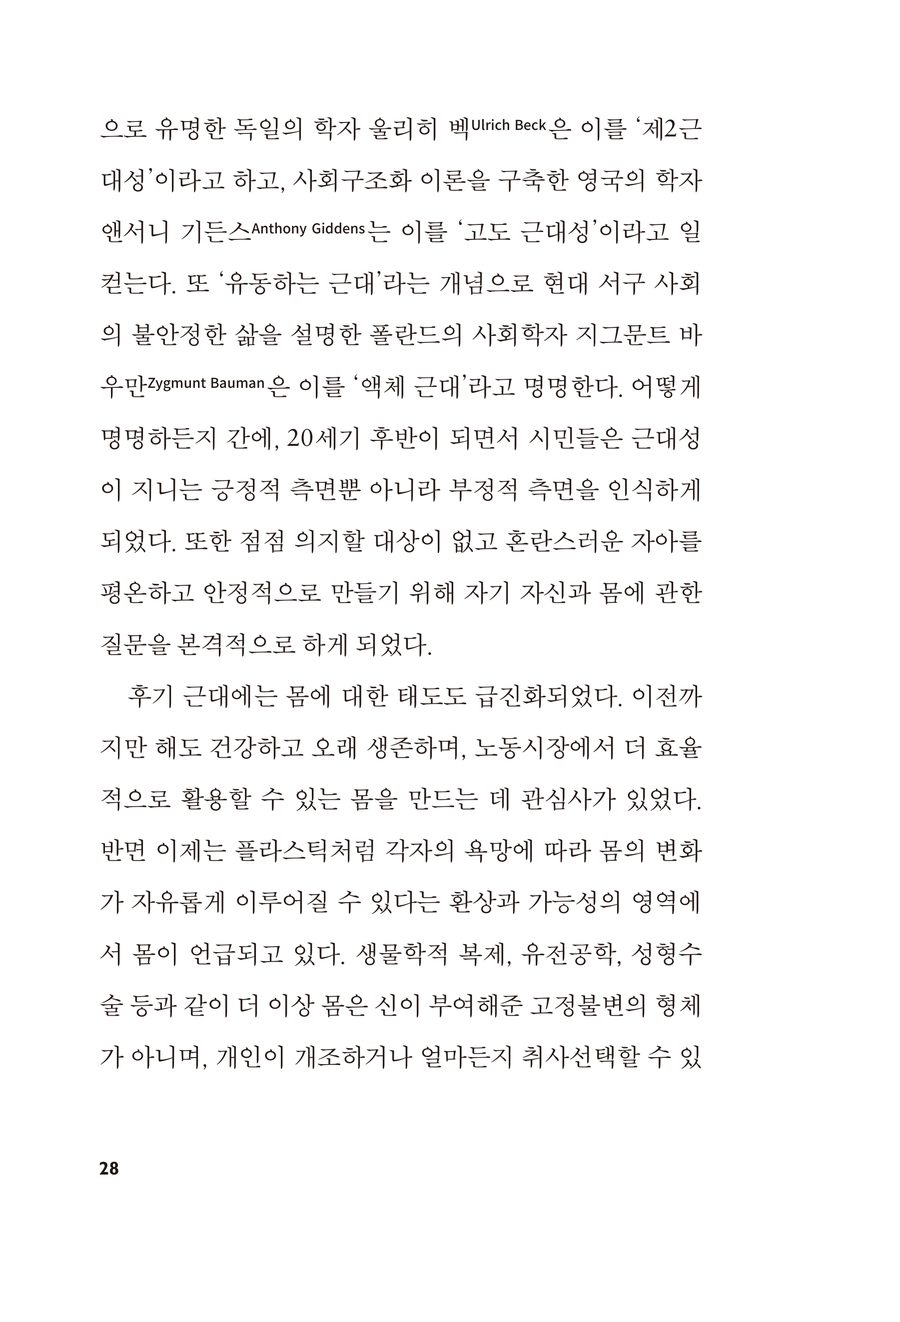 으로 유명한 독일의 학자 울리히 벡Ulrich Beck은 이를 ‘제2근
대성’이라고 하고, 사회구조화 이론을 구축한 영국의 학자
앤서니 기든스Anthony Giddens는 이를 ‘고도 근대성’이라고 일
컫는다. 또 ‘유동하는 근대’라는 개념으로 현대 서구 사회
의 불안정한 삶을 설명한 폴란드의 사회학자 지그문트 바
우만Zygmunt Bauman은 이를 ‘액체 근대’라고 명명한다. 어떻게
명명하든지 간에, 20세기 후반이 되면서 시민들은 근대성
이 지니는 긍정적 측면뿐 아니라 부정적 측면을 인식하게
되었다. 또한 점점 의지할 대상이 없고 혼란스러운 자아를
평온하고 안정적으로 만들기 위해 자기 자신과 몸에 관한
질문을 본격적으로 하게 되었다.
후기 근대에는 몸에 대한 태도도 급진화되었다. 이전까
지만 해도 건강하고 오래 생존하며, 노동시장에서 더 효율
적으로 활용할 수 있는 몸을 만드는 데 관심사가 있었다.
반면 이제는 플라스틱처럼 각자의 욕망에 따라 몸의 변화
가 자유롭게 이루어질 수 있다는 환상과 가능성의 영역에
서 몸이 언급되고 있다. 생물학적 복제, 유전공학, 성형수
술 등과 같이 더 이상 몸은 신이 부여해준 고정불변의 형체
가 아니며, 개인이 개조하거나 얼마든지 취사선택할 수 있
28